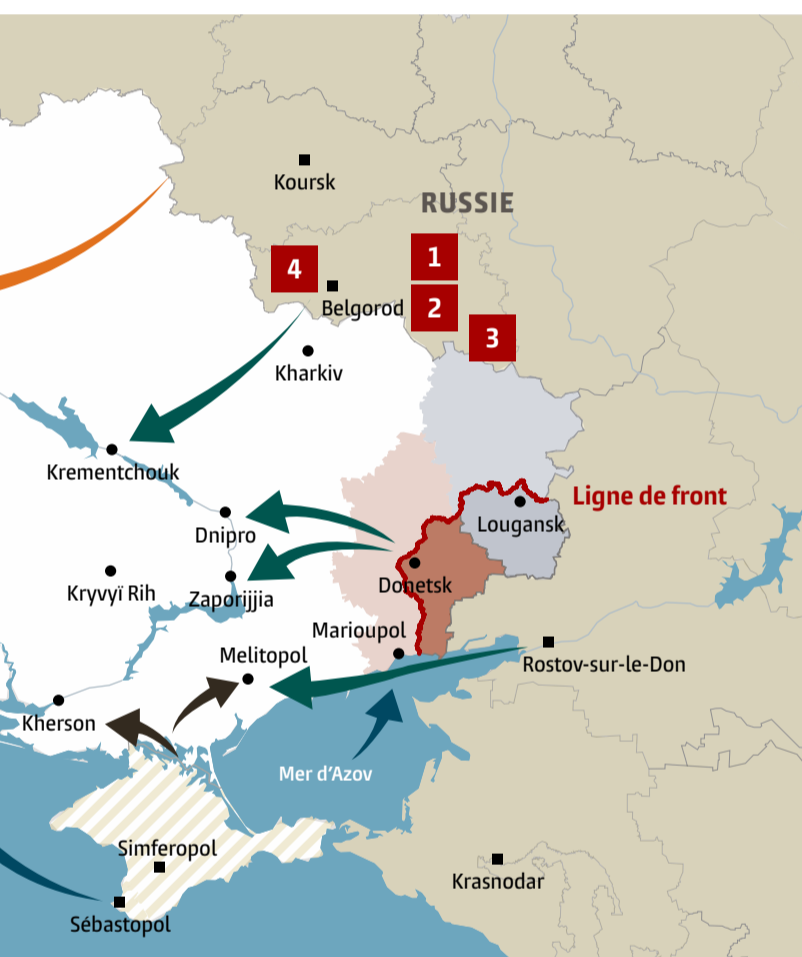 Koursk
RUSSIE
1
4
2
Belgorod
3
Kharkiv
Krementchouk
Ligne de front
Lougansk
Dnipro
Donetsk
Kryvyï Rih
Zaporijjia
Marioupol
Melitopol
Rostov-sur-le-Don
Kherson
Mer d'Azov
Simferopol
Krasnodar
Sébastopol